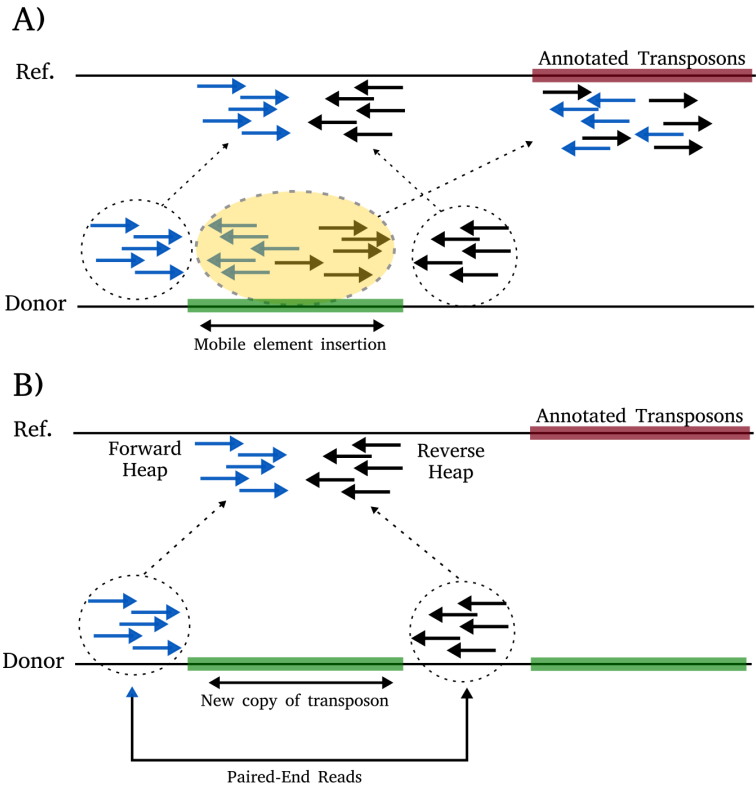 A)
Annotated Transposons
Ref.
Donor
Mobile element insertion
B)
Annotated Transposons
Ref.
Forward
Heap
Reverse
Heap
Donor
New copy of transposon
Paired-End Reads